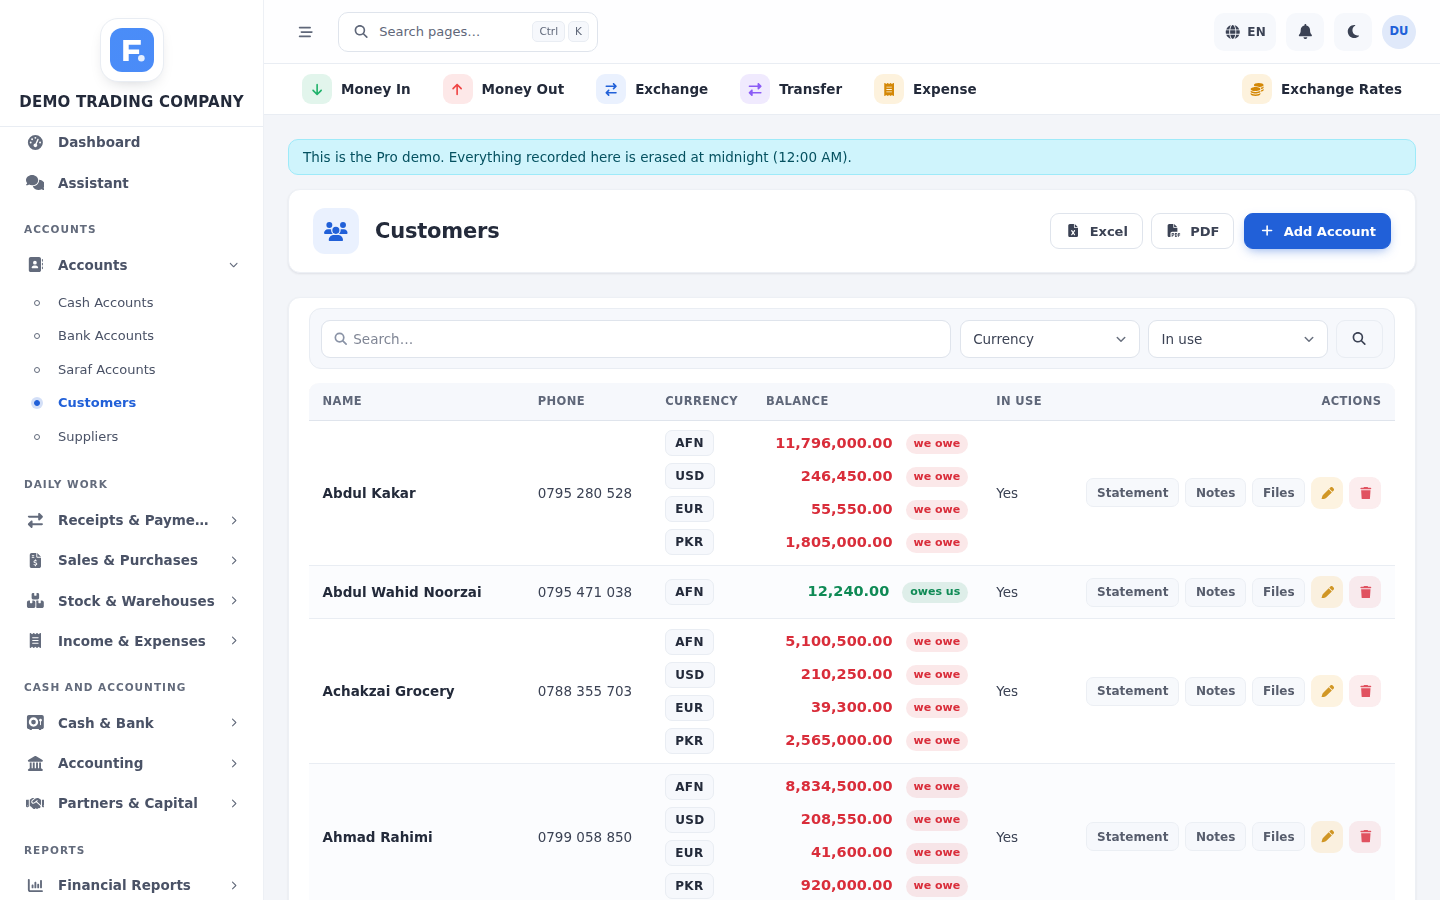 F.
DEMO TRADING COMPANY
Dashboard
Assistant
ACCOUNTS
Accounts
Cash Accounts
Bank Accounts
Saraf Accounts
Customers
Suppliers
DAILY WORK
Receipts & Payme...
Sales & Purchases
Stock & Warehouses
Income & Expenses
CASH AND ACCOUNTING
Cash & Bank
Accounting
Partners & Capital
REPORTS
Financial Reports
Search pages... Ctrl K
EN DU
Money In Money Out Exchange Transfer Expense Exchange Rates
This is the Pro demo. Everything recorded here is erased at midnight (12:00 AM).
Customers Excel PDF + Add Account
Search... Currency In use
NAME PHONE CURRENCY BALANCE IN USE ACTIONS
AFN 11,796,000.00 we owe
USD 246,450.00 we owe
Abdul Kakar 0795 280 528 Yes Statement Notes Files
EUR 55,550.00 we owe
PKR 1,805,000.00 we owe
Abdul Wahid Noorzai 0795 471 038 AFN 12,240.00 owes us Yes Statement Notes Files
AFN 5,100,500.00 we owe
USD 210,250.00 we owe
Achakzai Grocery 0788 355 703 Yes Statement Notes Files
EUR 39,300.00 we owe
PKR 2,565,000.00 we owe
AFN 8,834,500.00 we owe
USD 208,550.00 we owe
Ahmad Rahimi 0799 058 850 Yes Statement Notes Files
EUR 41,600.00 we owe
PKR 920,000.00 we owe